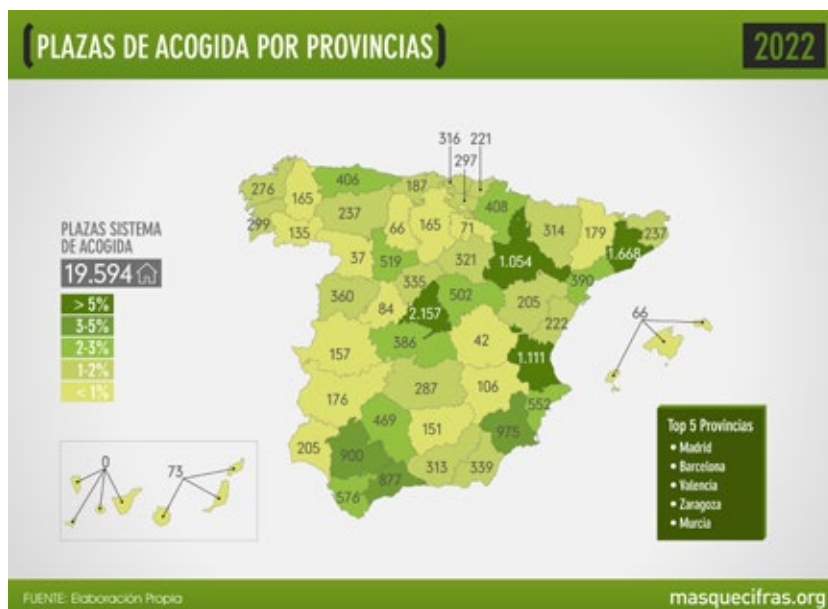 PLAZAS DE ACOGIDA POR PROVINCIAS
2022
316 221
297
276 165 406 187 408
299 135 237 66 165 71 314 179 237
37 519 321 1.054 1.668
335 390
360 84 2.157 502 205
222 66
157 386 42 1.111
176 287 106
552
469 151 975
205 900
313 339
877
576
PLAZAS SISTEMA
DE ACOGIDA
19.594
> 5%
3-5%
2-3%
1-2%
< 1%
0 73
Top 5 Provincias
• Madrid
• Barcelona
• Valencia
• Zaragoza
• Murcia
FUENTE: Elaboración Propia
masquecifras.org